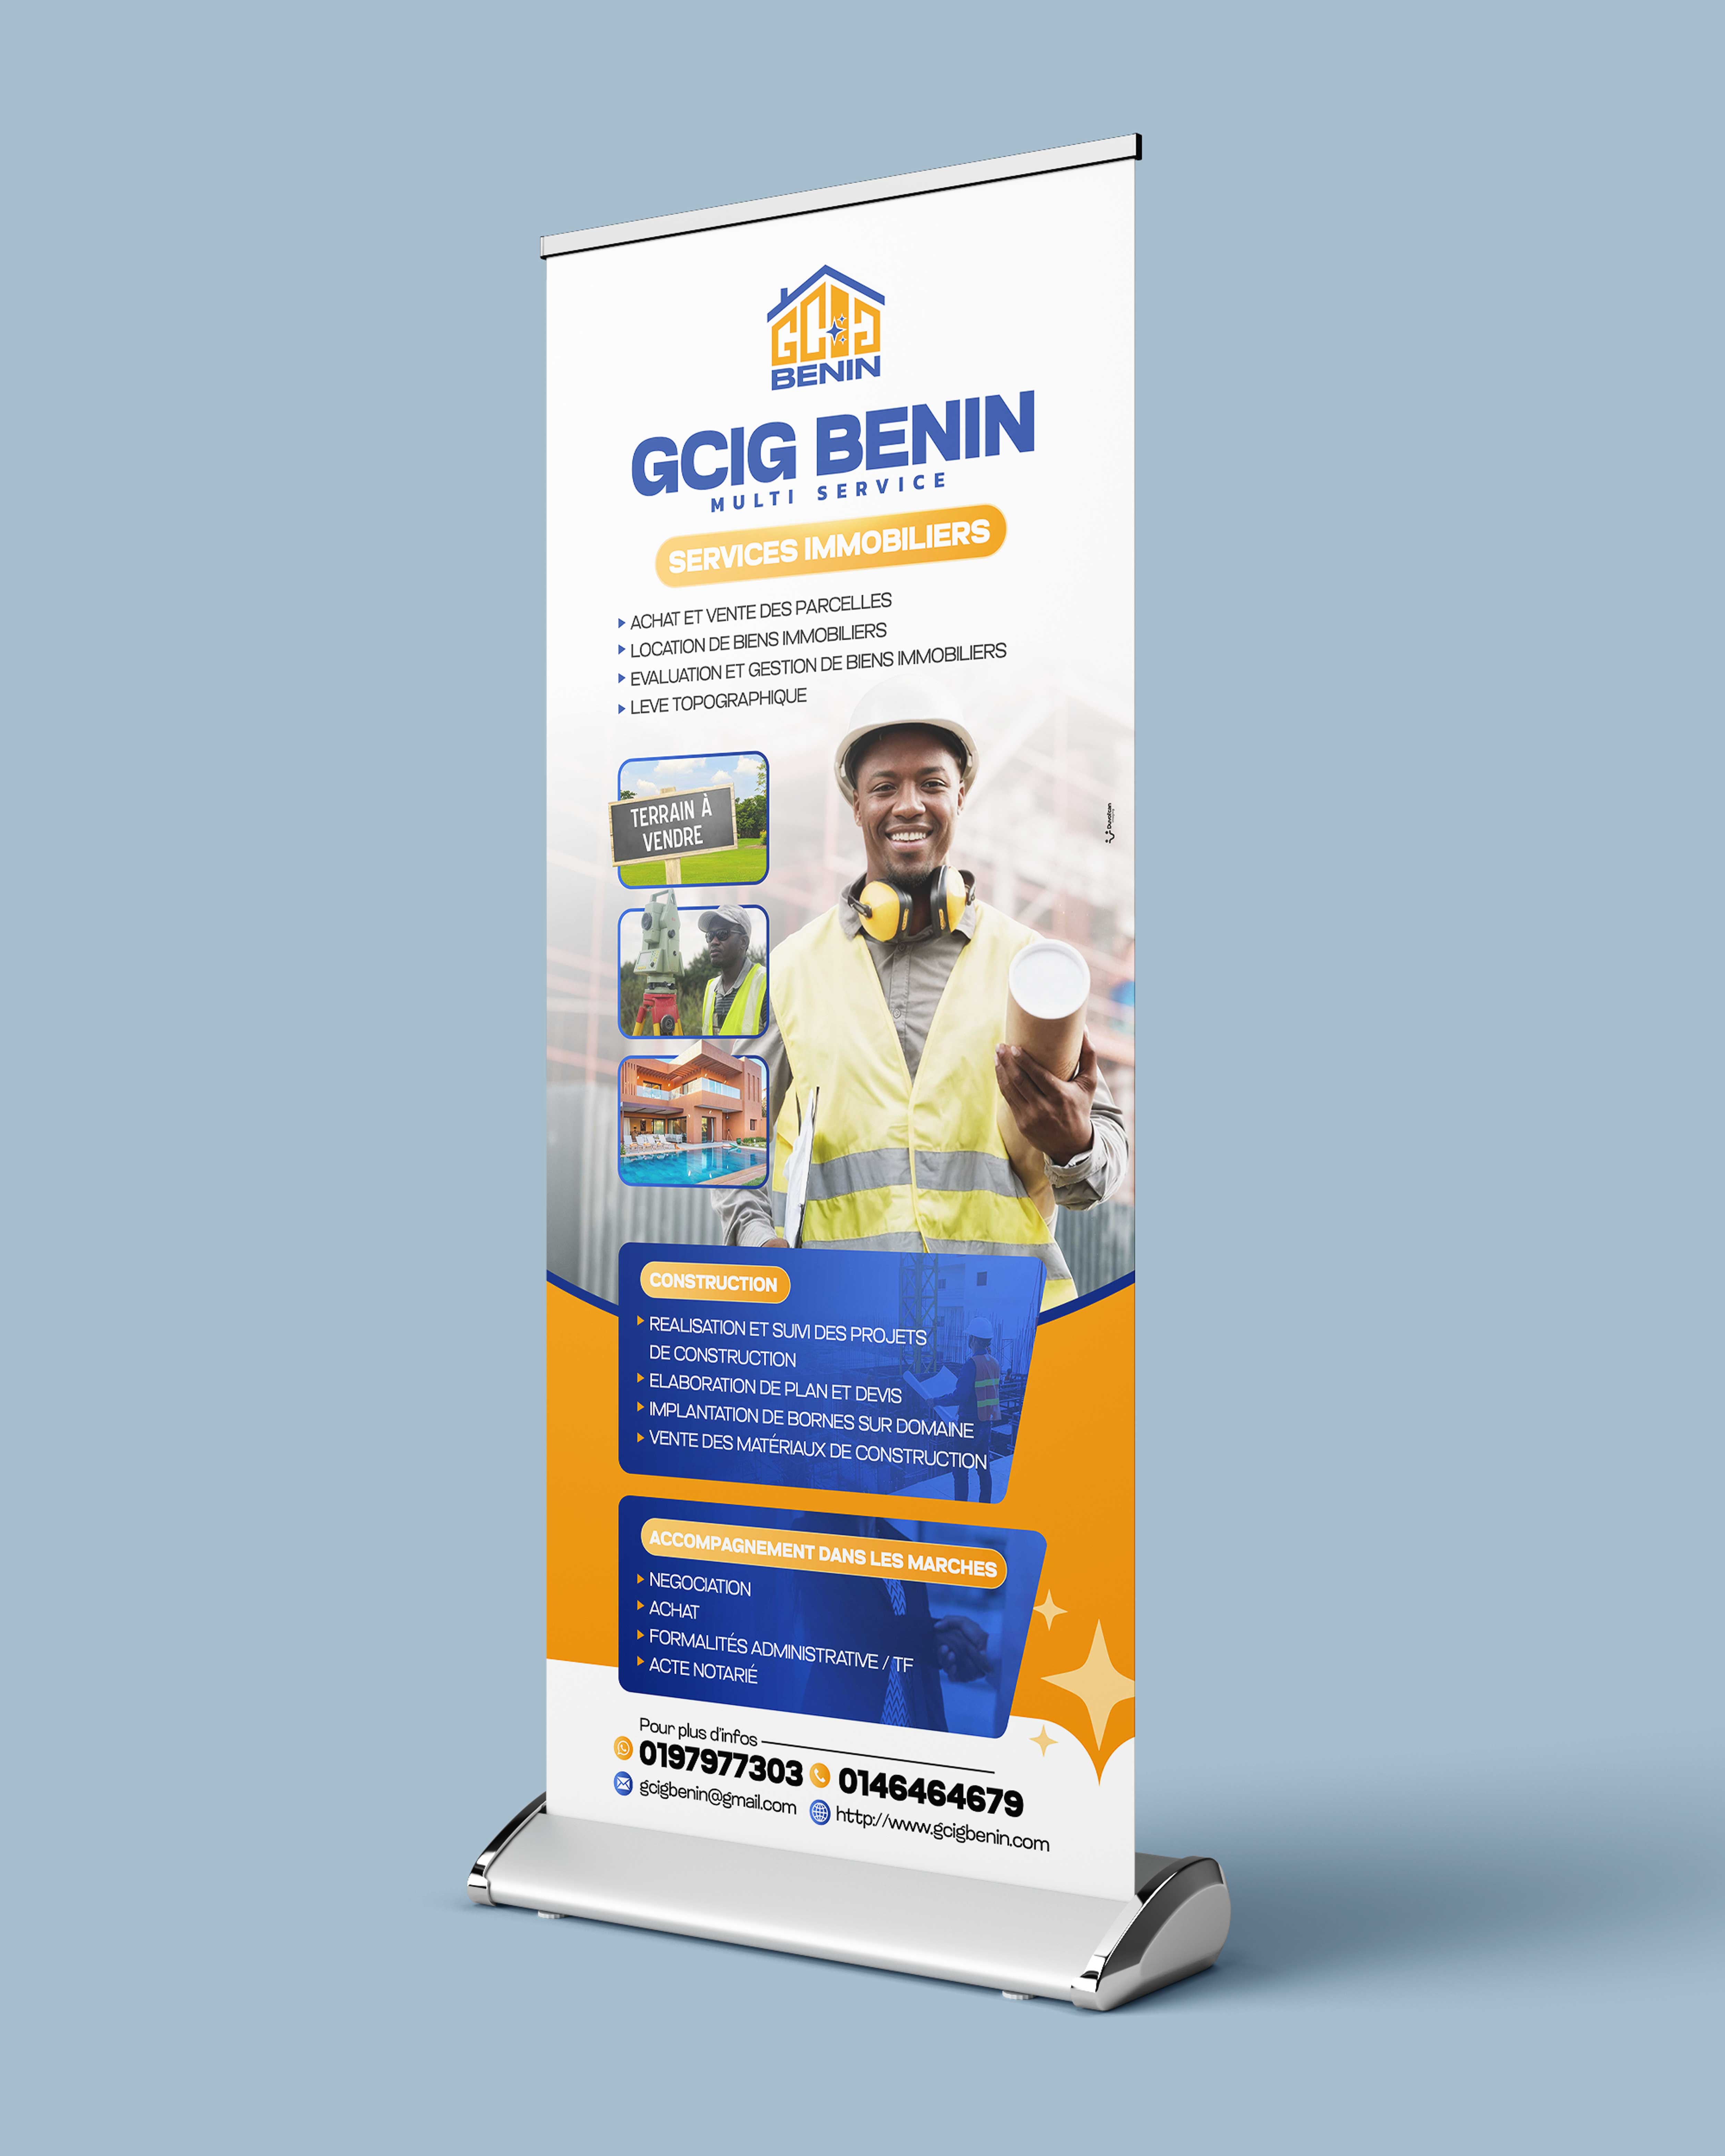 GCIG
BENIN
GCIG BENIN
MULTI SERVICE
SERVICES IMMOBILIERS
ACHAT ET VENTE DES PARCELLES
LOCATION DE BIENS IMMOBILIERS
EVALUATION ET GESTION DE BIENS IMMOBILIERS
LEVE TOPOGRAPHIQUE
TERRAIN À
VENDRE
CONSTRUCTION
REALISATION ET SUIVI DES PROJETS
DE CONSTRUCTION
ELABORATION DE PLAN ET DEVIS
IMPLANTATION DE BORNES SUR DOMAINE
VENTE DES MATÉRIAUX DE CONSTRUCTION
ACCOMPAGNEMENT DANS LES MARCHES
NEGOCIATION
ACHAT
FORMALITÉS ADMINISTRATIVE / TF
ACTE NOTARIÉ
Pour plus d'infos
0197977303 0146464679
gcigbenin@gmail.com http://www.gcigbenin.com